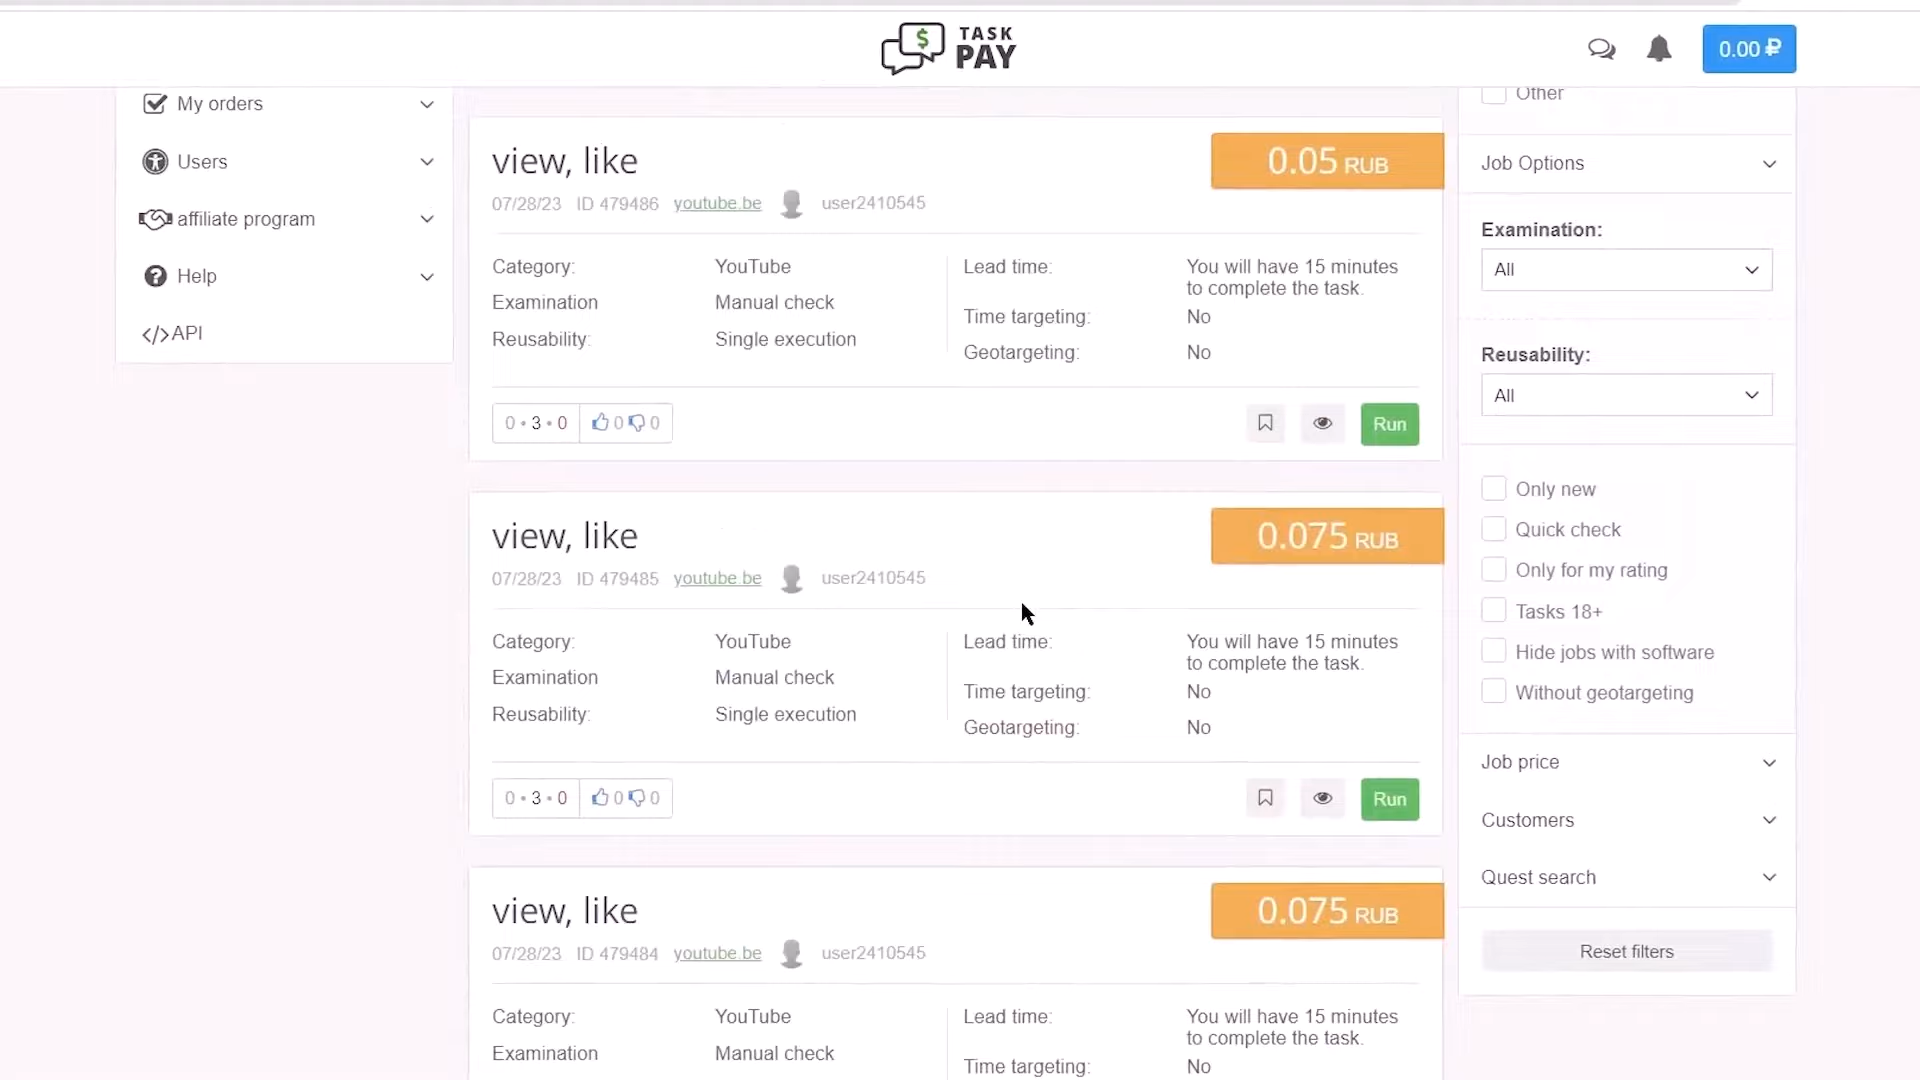 TASK
PAY
0.00 ₽
My orders
Users
affiliate program
Help
</>API
view, like
0.05 RUB
07/28/23 ID 479486 youtube.be user2410545
Category: YouTube
Examination Manual check
Reusability: Single execution
Lead time: You will have 15 minutes
to complete the task.
Time targeting: No
Geotargeting: No
0 • 3 • 0 0 0
Run
view, like
0.075 RUB
07/28/23 ID 479485 youtube.be user2410545
Category: YouTube
Examination Manual check
Reusability: Single execution
Lead time: You will have 15 minutes
to complete the task.
Time targeting: No
Geotargeting: No
0 • 3 • 0 0 0
Run
view, like
0.075 RUB
07/28/23 ID 479484 youtube.be user2410545
Category: YouTube
Examination Manual check
Lead time: You will have 15 minutes
to complete the task.
Time targeting: No
Other
Job Options
Examination:
All
Reusability:
All
Only new
Quick check
Only for my rating
Tasks 18+
Hide jobs with software
Without geotargeting
Job price
Customers
Quest search
Reset filters